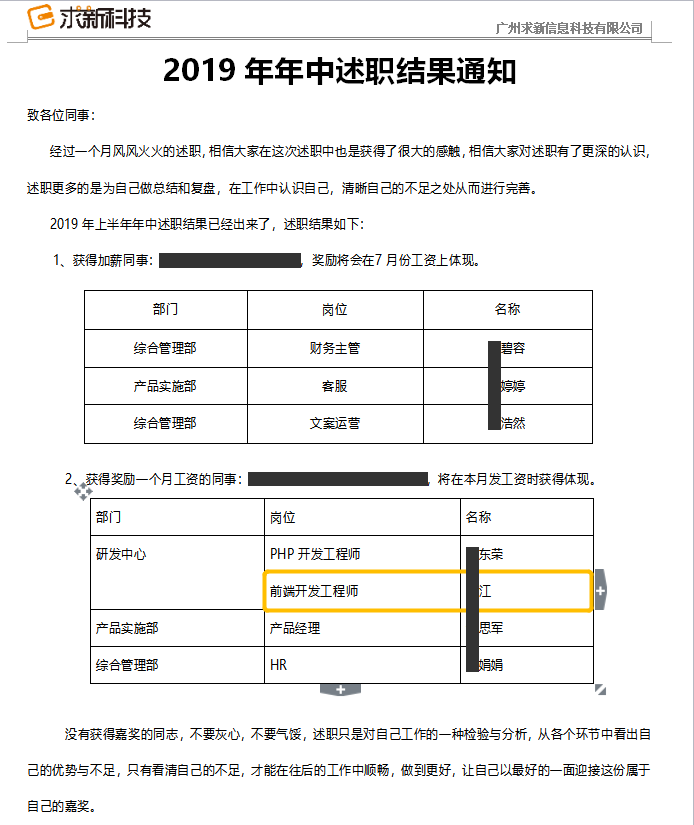 求新科技
广州求新信息科技有限公司
2019 年年中述职结果通知
致各位同事：
经过一个月风风火火的述职，相信大家在这次述职中也是获得了很大的感触，相信大家对述职有了更深的认识，
述职更多的是为自己做总结和复盘，在工作中认识自己，清晰自己的不足之处从而进行完善。
2019 年上半年年中述职结果已经出来了，述职结果如下：
1、获得加薪同事：，奖励将会在7 月份工资上体现。
部门 岗位 名称
综合管理部 财务主管 碧容
产品实施部 客服 婷婷
综合管理部 文案运营 浩然
2、获得奖励一个月工资的同事：，将在本月发工资时获得体现。
部门 岗位 名称
研发中心 PHP 开发工程师 东荣
前端开发工程师 江
产品实施部 产品经理 思军
综合管理部 HR 娟娟
没有获得嘉奖的同志，不要灰心，不要气馁，述职只是对自己工作的一种检验与分析，从各个环节中看出自
己的优势与不足，只有看清自己的不足，才能在往后的工作中顺畅，做到更好，让自己以最好的一面迎接这份属于
自己的嘉奖。